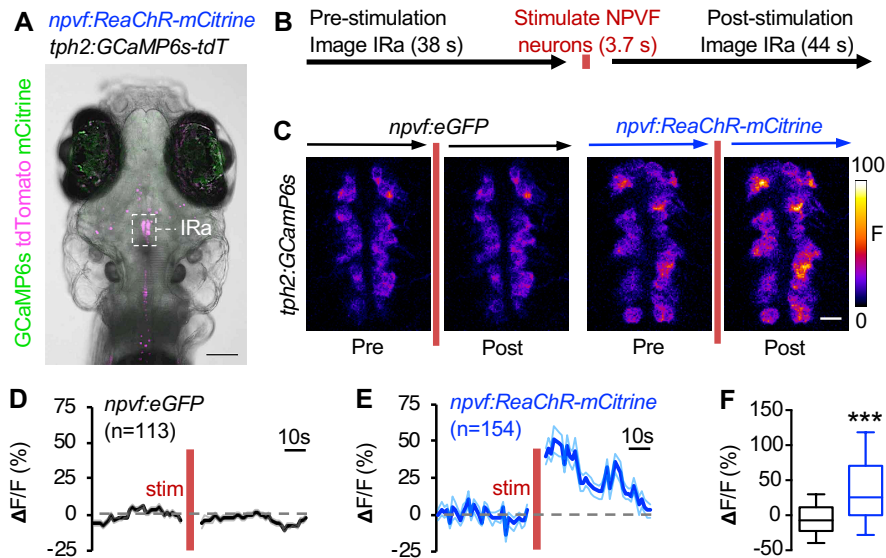 A
npvf:ReaChR-mCitrine
tph2:GCaMP6s-tdT
GCaMP6s tdTomato mCitrine
IRa
B
Pre-stimulation
Image IRa (38 s)
Stimulate NPVF
neurons (3.7 s)
Post-stimulation
Image IRa (44 s)
C
npvf:eGFP
npvf:ReaChR-mCitrine
tph2:GCamP6s
100
F
0
Pre
Post
Pre
Post
D
npvf:eGFP
(n=113)
10s
stim
ΔF/F (%)
75
50
25
0
-25
E
npvf:ReaChR-mCitrine
(n=154)
10s
stim
ΔF/F (%)
75
50
25
0
-25
F
***
ΔF/F (%)
150
100
50
0
-50